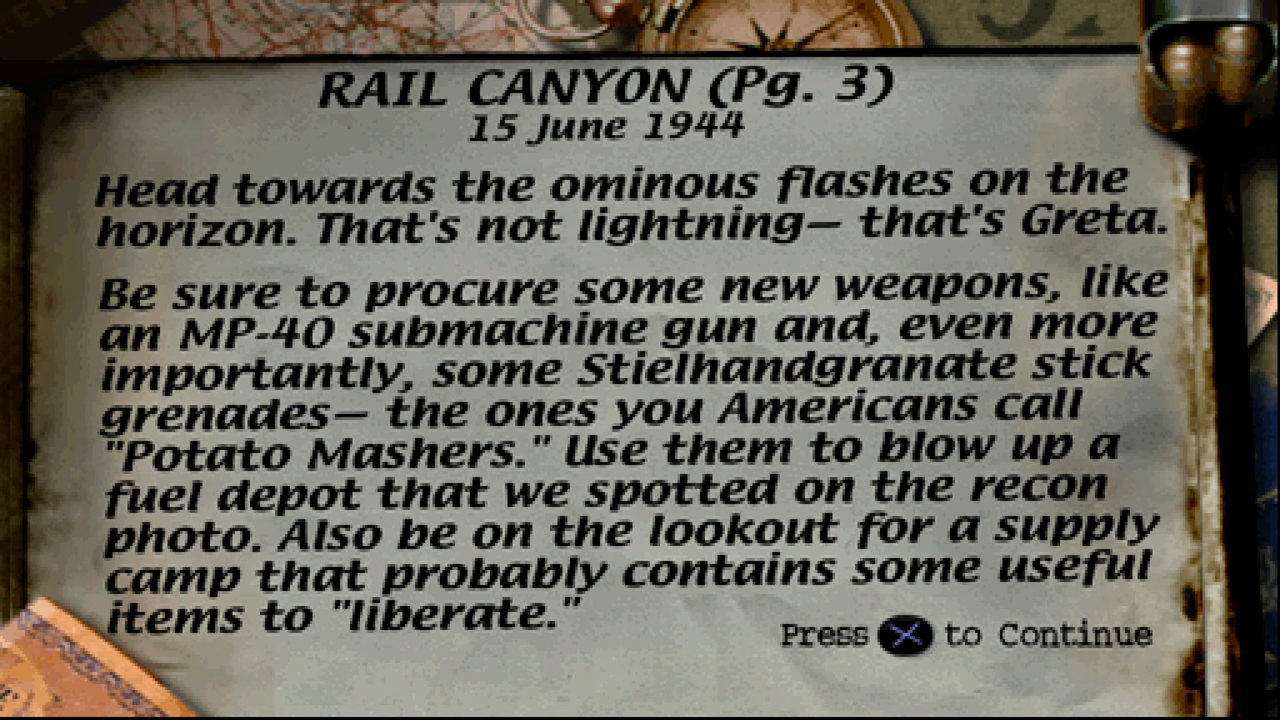 RAIL CANYON (Pg. 3)
15 June 1944
Head towards the ominous flashes on the
horizon. That's not lightning— that's Greta.
Be sure to procure some new weapons, like
an MP-40 submachine gun and, even more
importantly, some Stielhandgranate stick
grenades— the ones you Americans call
"Potato Mashers." Use them to blow up a
fuel depot that we spotted on the recon
photo. Also be on the lookout for a supply
camp that probably contains some useful
items to "liberate."
Press X to Continue